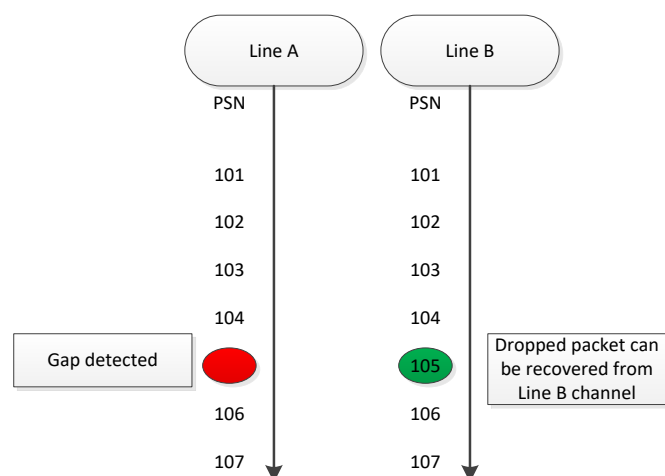 Line A
Line B
PSN
PSN
101
101
102
102
103
103
104
104
Gap detected
105
Dropped packet can
be recovered from
Line B channel
106
106
107
107